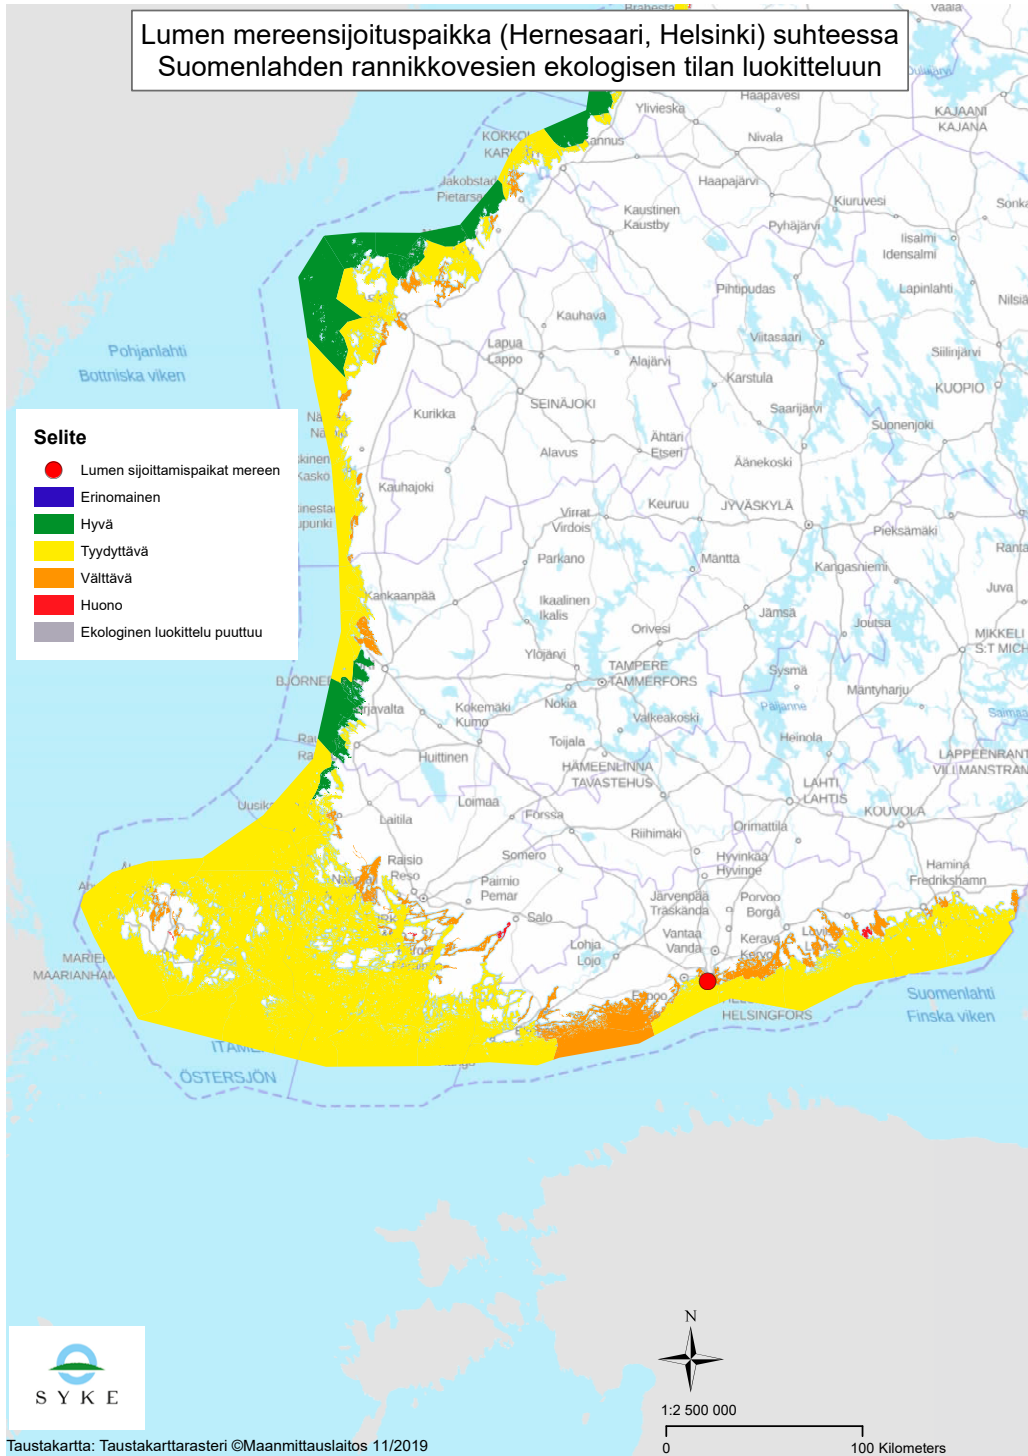 Lumen mereensijoituspaikka (Hernesaari, Helsinki) suhteessa
Suomenlahden rannikkovesien ekologisen tilan luokitteluun
Vaala
Ylivieska
Haapavesi
KAJAANI
KAJANA
Kannus
Nivala
Haapajärvi
Kiuruvesi
Kaustinen
Kaustby
Pyhäjärvi
Iisalmi
Idensalmi
Pihtipudas
Lapinlahti
Kauhava
Viitasaari
Lapua
Lappo
Alajärvi
Siilinjärvi
Pohjanlahti
Bottniska viken
Karstula
KUOPIO
SEINÄJOKI
Saarijärvi
Kurikka
Suonenjoki
Ähtäri
Etseri
Alavus
Äänekoski
Kauhajoki
Keuruu
JYVÄSKYLÄ
Virrat
Virdois
Pieksämäki
Parkano
Mänttä
Kangasniemi
Juva
Kankaanpää
Ikaalinen
Ikalis
Jämsä
Joutsa
Orivesi
MIKKELI
Ylöjärvi
TAMPERE
TAMMERFORS
Sysmä
Mäntyharju
Nokia
Kokemäki
Kumo
Valkeakoski
Päijänne
Toijala
Heinola
Huittinen
HÄMEENLINNA
TAVASTEHUS
LAHTI
LAHTIS
Loimaa
KOUVOLA
Laitila
Forssa
Riihimäki
Orimattila
Raisio
Reso
Somero
Hyvinkää
Hyvinge
Hamina
Fredrikshamn
Paimio
Pemar
Järvenpää
Träskända
Porvoo
Borgå
Salo
Lohja
Lojo
Vantaa
Vanda
Kerava
HELSINGFORS
Suomenlahti
Finska viken
ÖSTERSJÖN
Selite
Lumen sijoittamispaikat mereen
Erinomainen
Hyvä
Tyydyttävä
Välttävä
Huono
Ekologinen luokittelu puuttuu
N
1:2 500 000
0 100 Kilometers
SYKE
Taustakartta: Taustakarttarasteri ©Maanmittauslaitos 11/2019